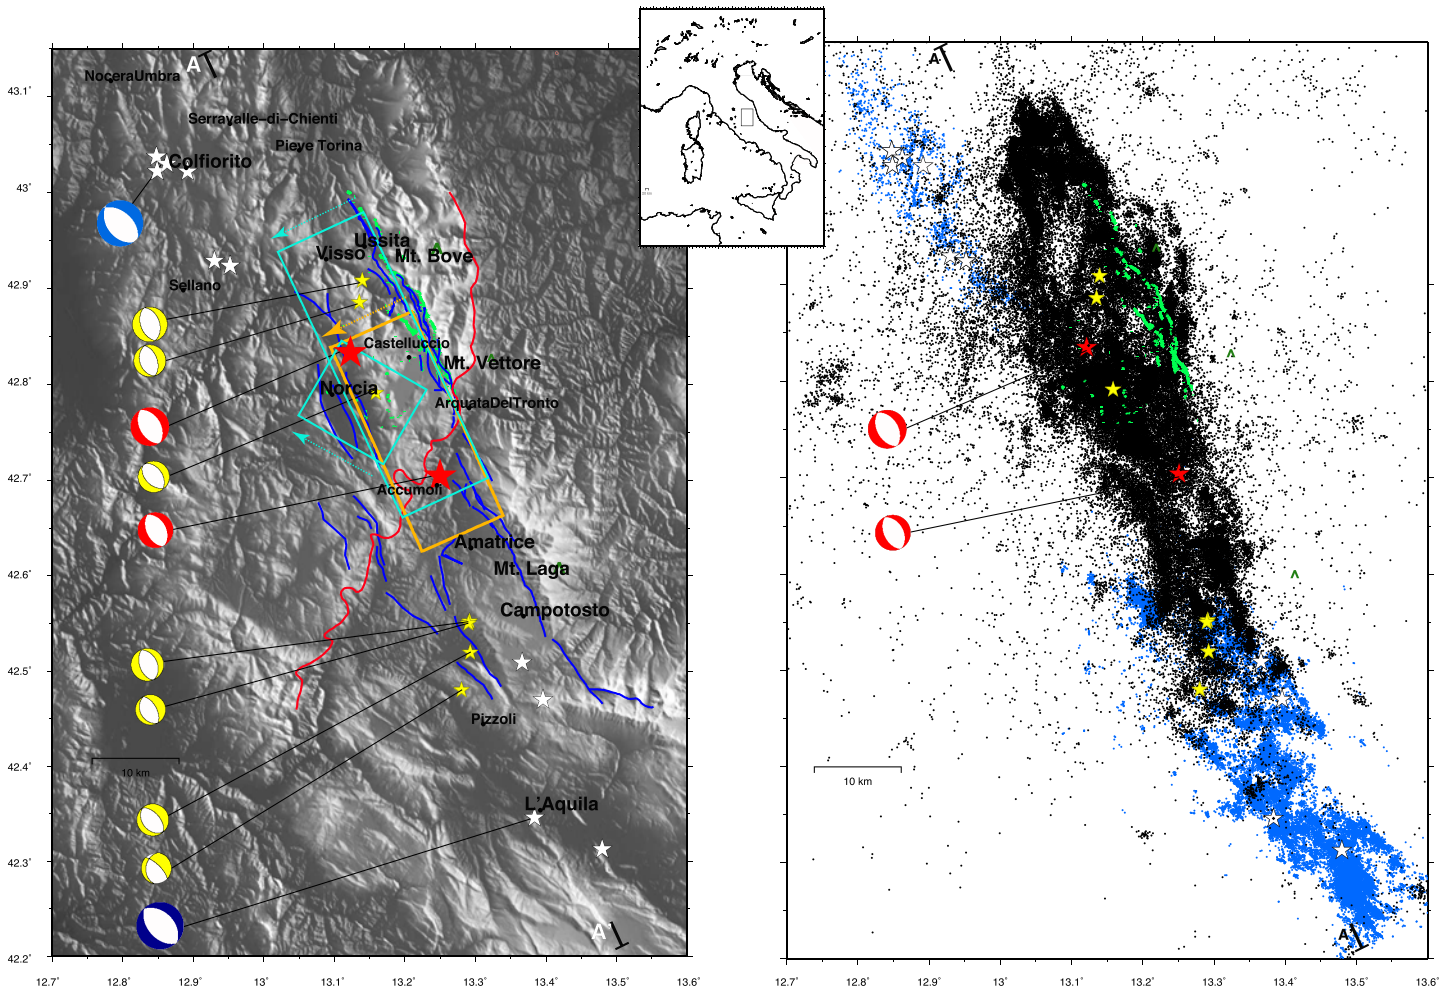 A
NoceraUmbra
Serravalle-di-Chienti
Pieve Torina
Colfiorito
Ussita
Visso
Mt. Bove
Sellano
Castelluccio
Mt. Vettore
Norcia
ArquataDelTronto
Accumoli
Amatrice
Mt. Laga
Campotosto
Pizzoli
10 km
L'Aquila
A
43.1°
43°
42.9°
42.8°
42.7°
42.6°
42.5°
42.4°
42.3°
42.2°
12.7° 12.8° 12.9° 13° 13.1° 13.2° 13.3° 13.4° 13.5° 13.6°
A
10 km
A'
12.7° 12.8° 12.9° 13° 13.1° 13.2° 13.3° 13.4° 13.5° 13.6°